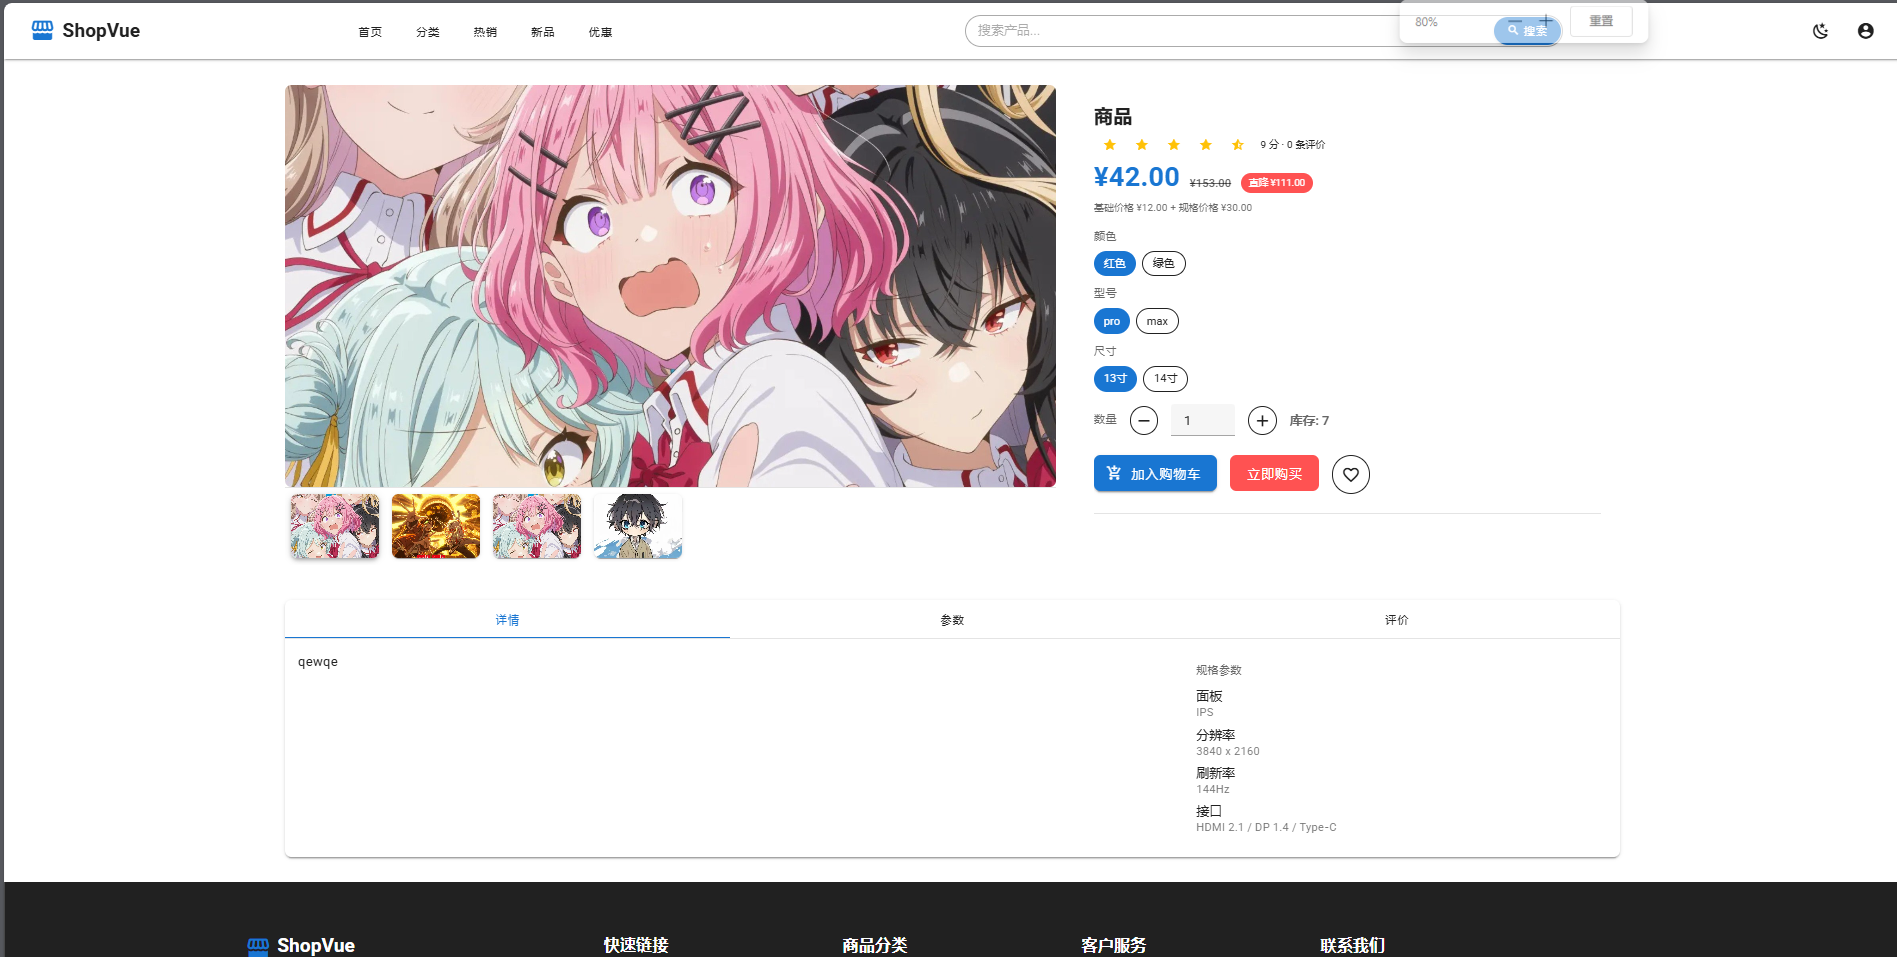 ShopVue
首页 分类 热销 新品 优惠
搜索产品...
搜索
80%
重置
商品
9 分 · 0 条评价
¥42.00 ¥153.00 直降 ¥111.00
基础价格 ¥12.00 + 规格价格 ¥30.00
颜色
红色 绿色
型号
pro max
尺寸
13寸 14寸
数量 1 库存: 7
加入购物车 立即购买
详情 参数 评价
qewqe
规格参数
面板
IPS
分辨率
3840 x 2160
刷新率
144Hz
接口
HDMI 2.1 / DP 1.4 / Type-C
ShopVue 快速链接 商品分类 客户服务 联系我们